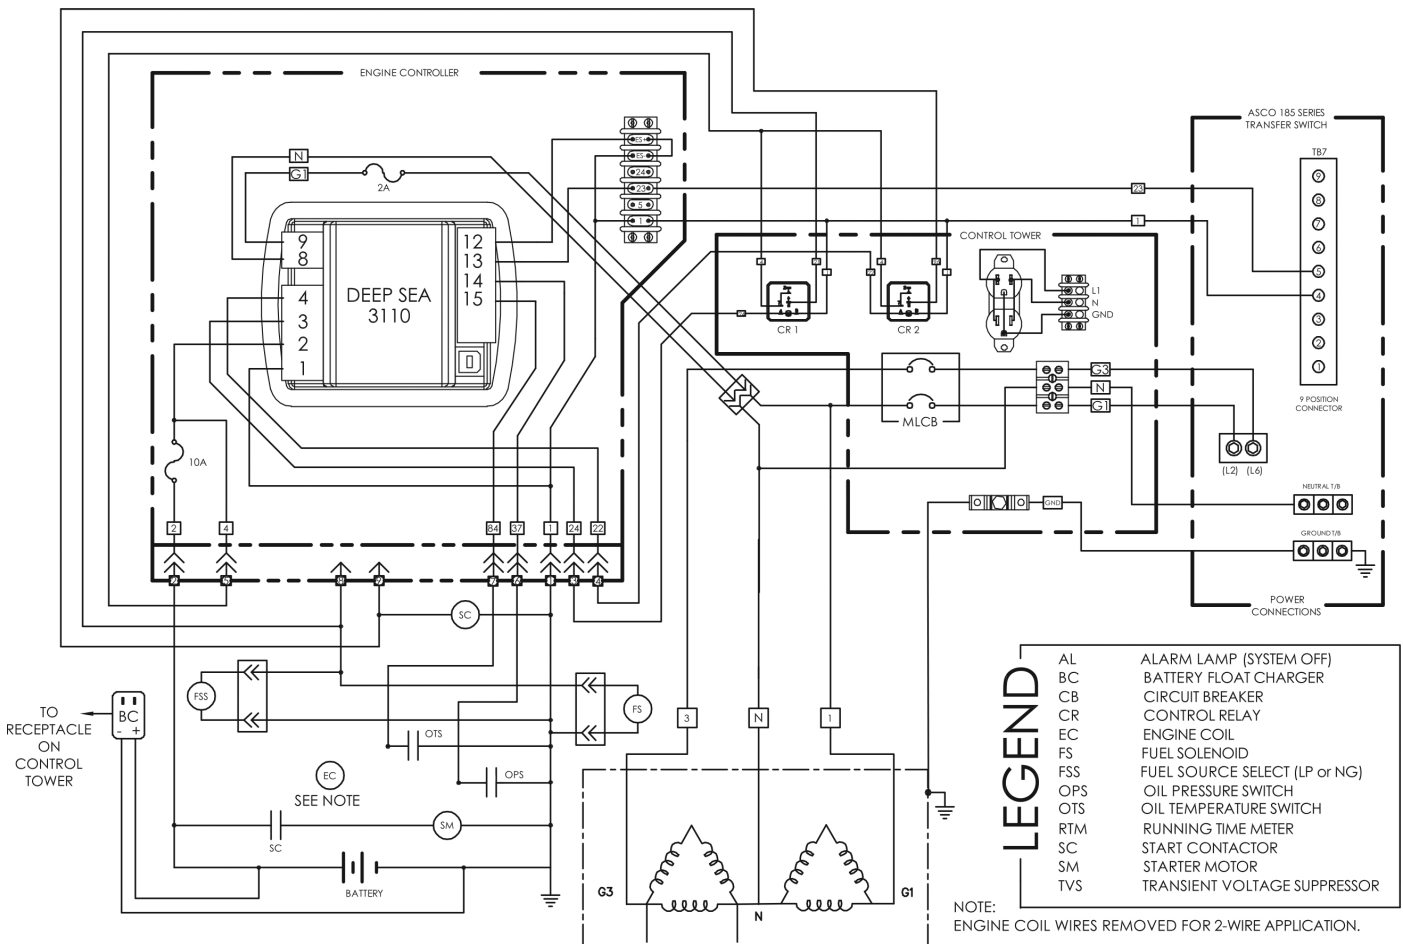 ENGINE CONTROLLER
ASCO 185 SERIES
TRANSFER SWITCH
TB7
N
G1
2A
ES
ES
24
23
5
1
23
1
9
8
7
6
5
4
3
2
1
9 POSITION
CONNECTOR
9
8
4
3
2
1
DEEP SEA
3110
12
13
14
15
CONTROL TOWER
CR 1
CR 2
L1
N
GND
MLCB
G3
N
G1
(L2) (L6)
NEUTRAL T/B
GROUND T/B
GND
POWER
CONNECTIONS
10A
2
4
84
37
1
24
22
SC
FSS
FS
OTS
OPS
TO
RECEPTACLE
ON
CONTROL
TOWER
BC
- +
EC
SEE NOTE
SC
SM
BATTERY
3
N
1
G3
N
G1
LEGEND
AL ALARM LAMP (SYSTEM OFF)
BC BATTERY FLOAT CHARGER
CB CIRCUIT BREAKER
CR CONTROL RELAY
EC ENGINE COIL
FS FUEL SOLENOID
FSS FUEL SOURCE SELECT (LP or NG)
OPS OIL PRESSURE SWITCH
OTS OIL TEMPERATURE SWITCH
RTM RUNNING TIME METER
SC START CONTACTOR
SM STARTER MOTOR
TVS TRANSIENT VOLTAGE SUPPRESSOR
NOTE:
ENGINE COIL WIRES REMOVED FOR 2-WIRE APPLICATION.